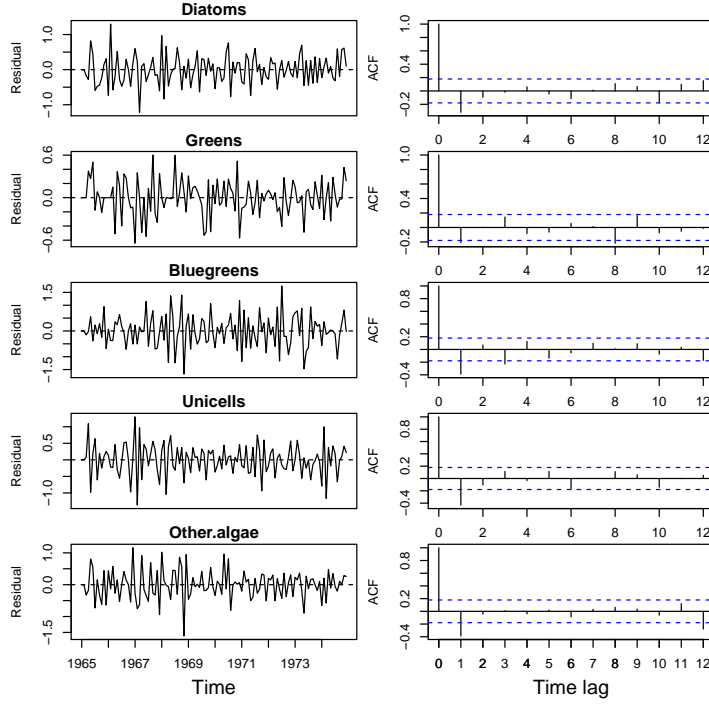 Diatoms
Residual
−1.0 0.0 1.0
ACF
−0.2 0.4 1.0
0 2 4 6 8 10 12
Greens
Residual
−0.6 0.0 0.6
ACF
−0.2 0.4 1.0
0 2 4 6 8 10 12
Bluegreens
Residual
−1.5 0.0 1.5
ACF
−0.4 0.2 0.8
0 2 4 6 8 10 12
Unicells
Residual
−1.0 0.5
ACF
−0.4 0.2 0.8
0 2 4 6 8 10 12
Other.algae
Residual
−1.5 0.0 1.0
ACF
−0.4 0.2 0.8
1965 1967 1969 1971 1973
0 1 2 3 4 5 6 7 8 9 10 11 12
Time
Time lag